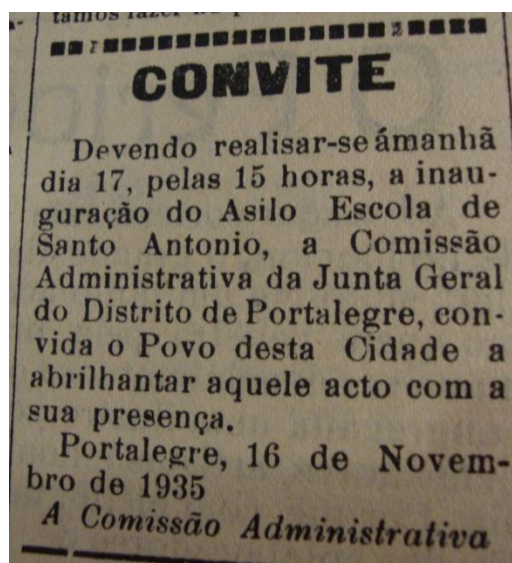 CONVITE
Devendo realisar-se ámanhã
dia 17, pelas 15 horas, a inau-
guração do Asilo Escola de
Santo Antonio, a Comissão
Administrativa da Junta Geral
do Distrito de Portalegre, con-
vida o Povo desta Cidade a
abrilhantar aquele acto com a
sua presença.
Portalegre, 16 de Novem-
bro de 1935
A Comissão Administrativa